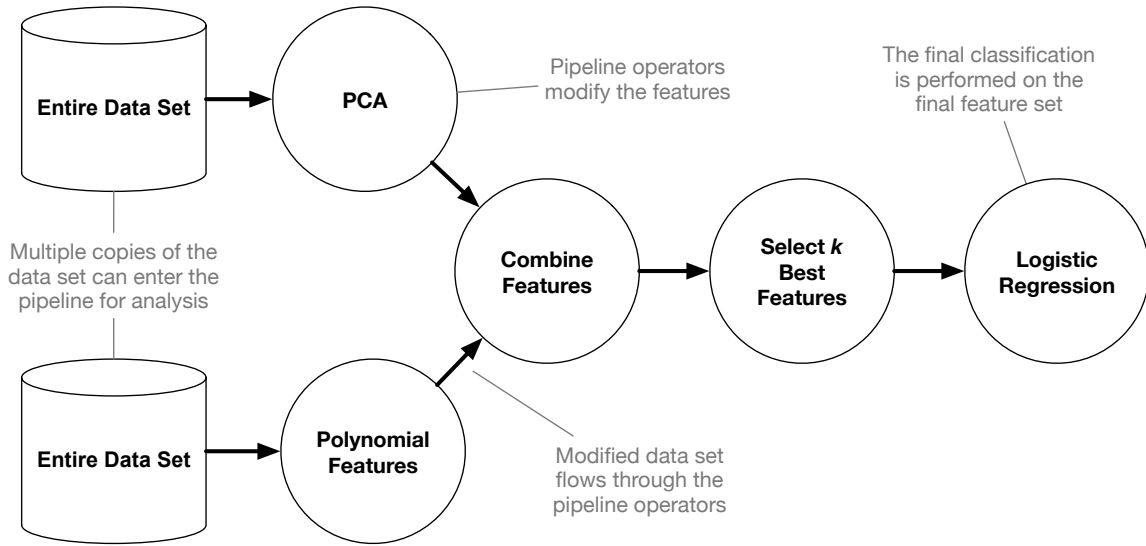 Entire Data Set
PCA
Pipeline operators
modify the features
The final classification
is performed on the
final feature set
Multiple copies of the
data set can enter the
pipeline for analysis
Combine
Features
Select k
Best
Features
Logistic
Regression
Entire Data Set
Polynomial
Features
Modified data set
flows through the
pipeline operators